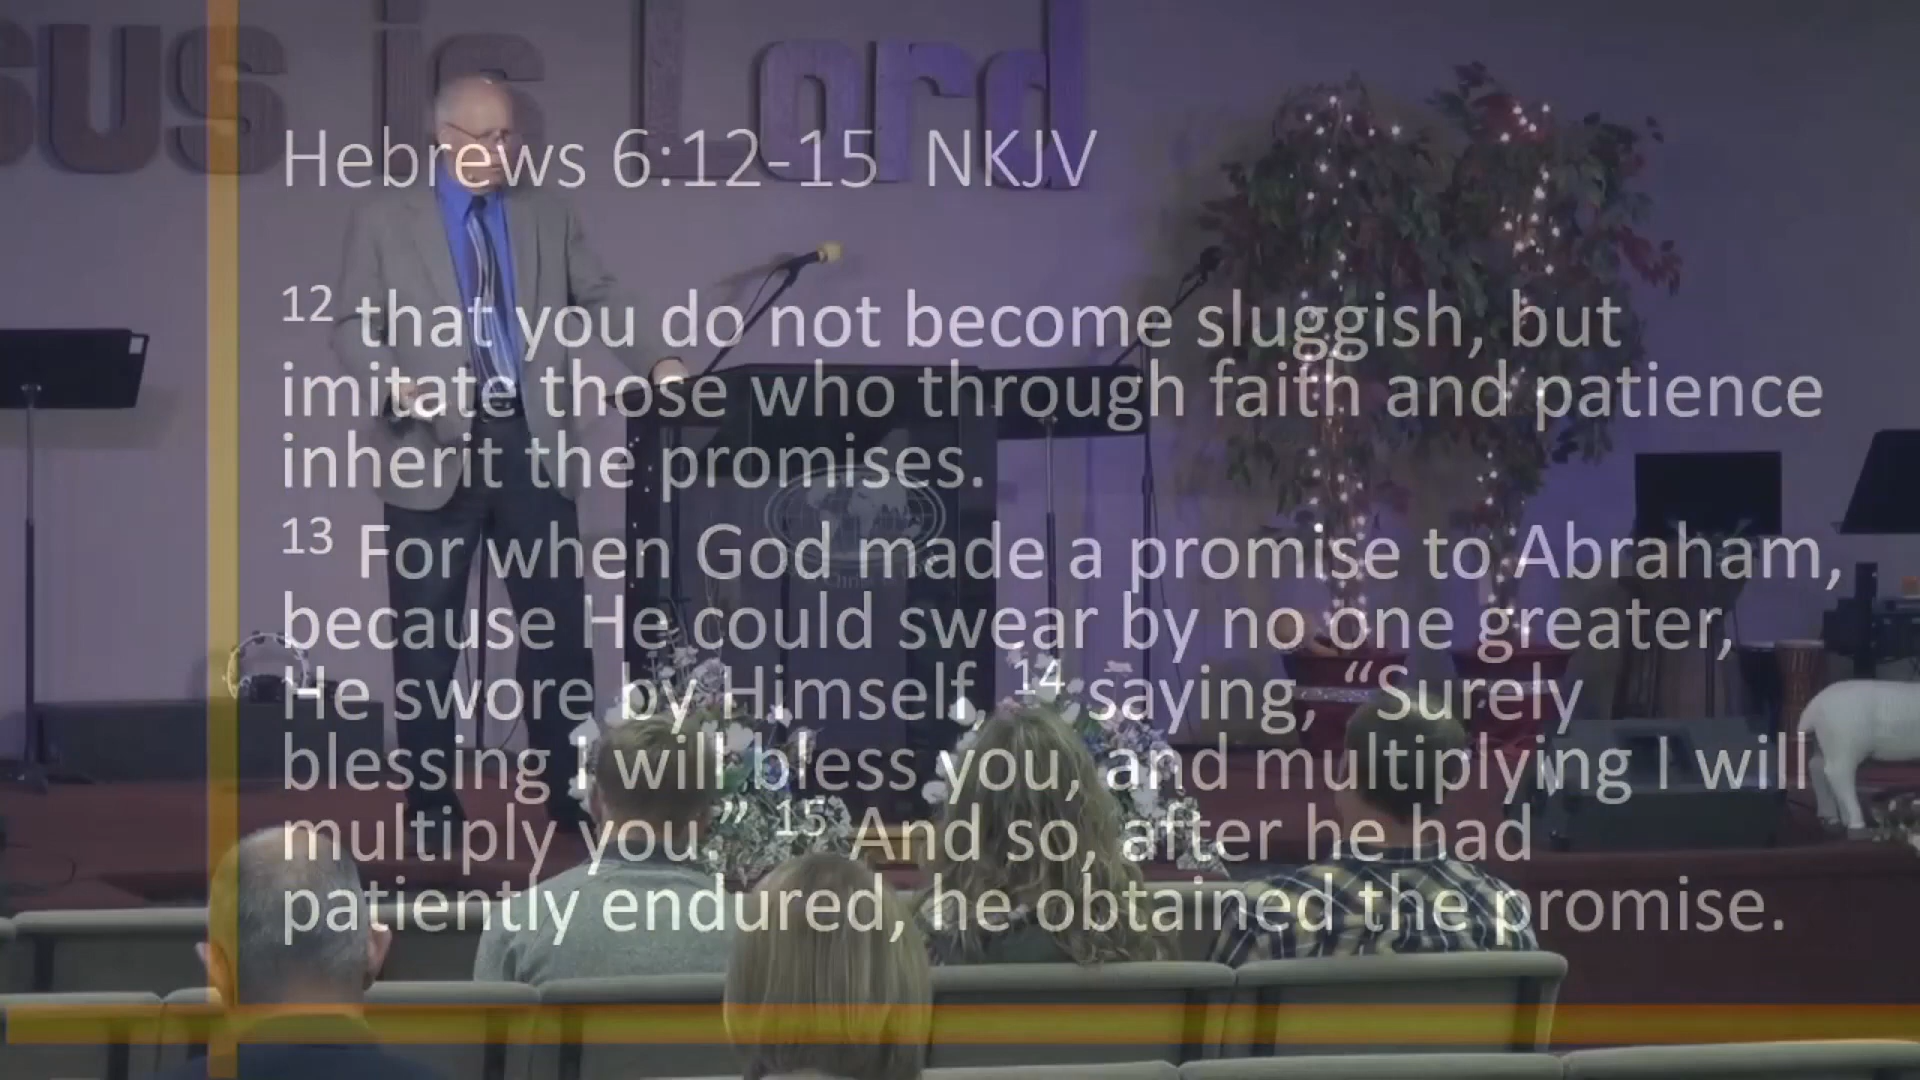 sus is Lord
Hebrews 6:12-15 NKJV
12 that you do not become sluggish, but
imitate those who through faith and patience
inherit the promises.
13 For when God made a promise to Abraham,
because He could swear by no one greater,
He swore by Himself, 14 saying, “Surely
blessing I will bless you, and multiplying I will
multiply you.” 15 And so, after he had
patiently endured, he obtained the promise.